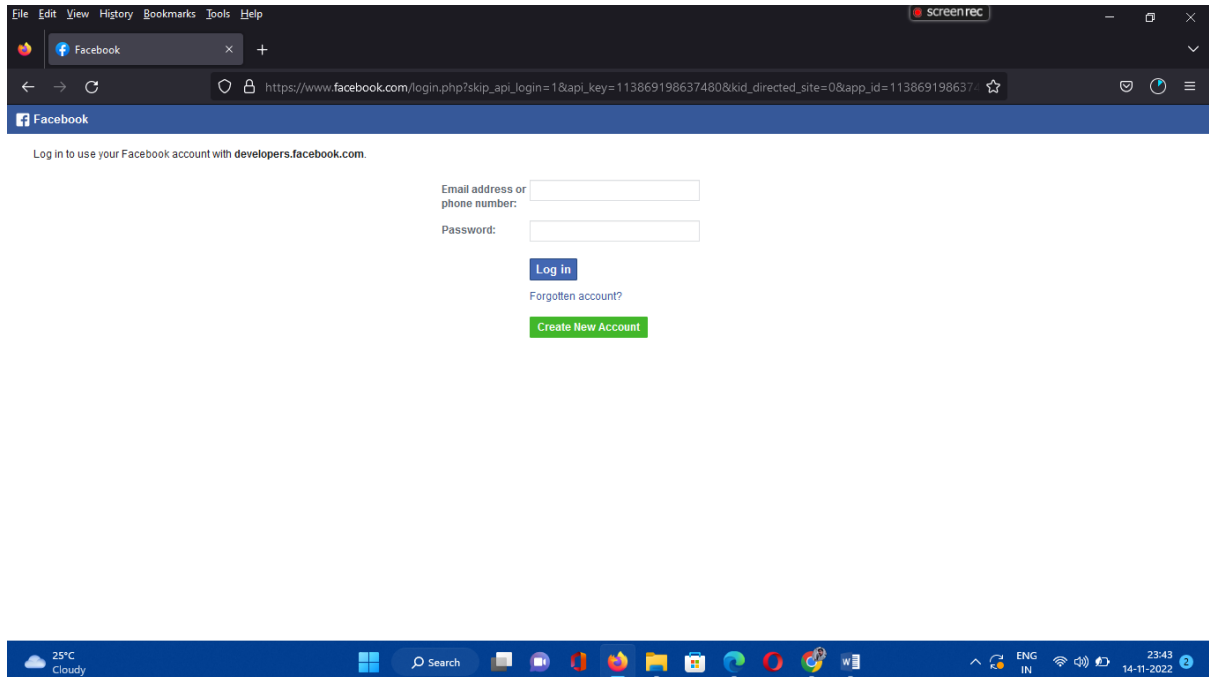 File Edit View History Bookmarks Tools Help
screenrec
Facebook
https://www.facebook.com/login.php?skip_api_login=1&api_key=113869198637480&kid_directed_site=0&app_id=1138691986374
Facebook
Log in to use your Facebook account with developers.facebook.com.
Email address or
phone number:
Password:
Log in
Forgotten account?
Create New Account
25°C
Cloudy
Search
ENG
IN
23:43
14-11-2022
2